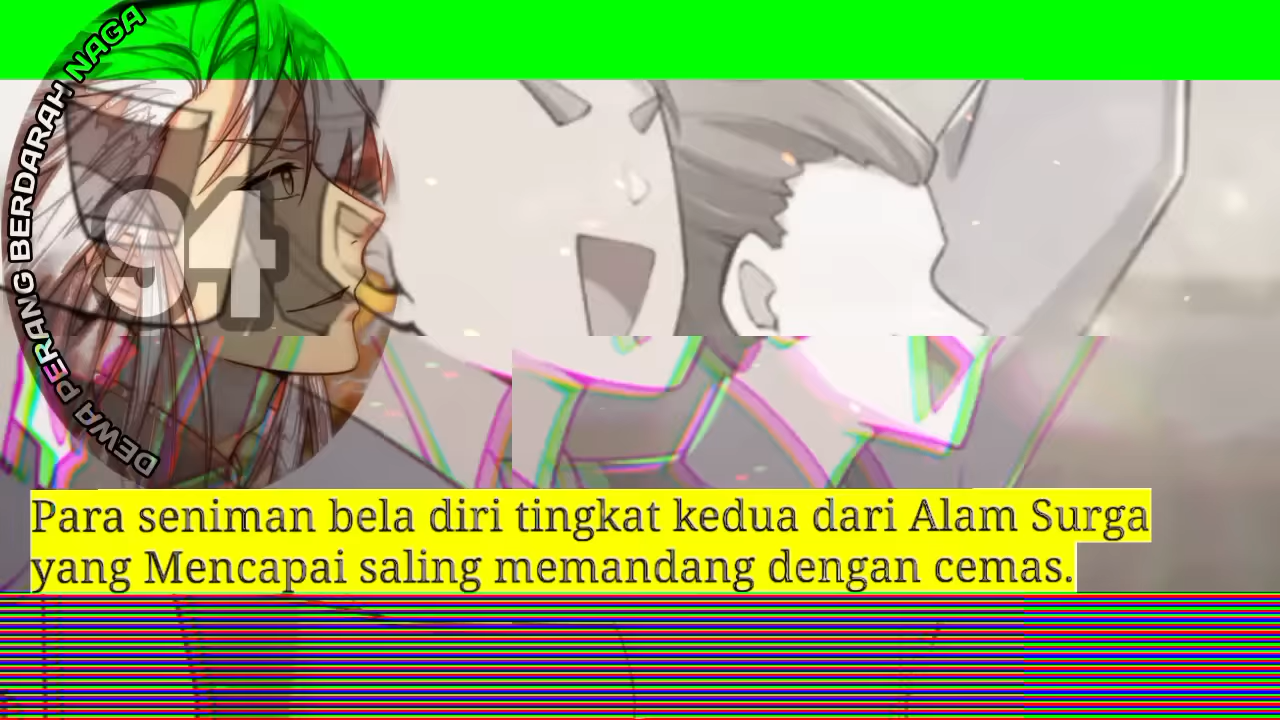 DEWA PERANG BERDARAH NAGA
94
Para seniman bela diri tingkat kedua dari Alam Surga
yang Mencapai saling memandang dengan cemas.